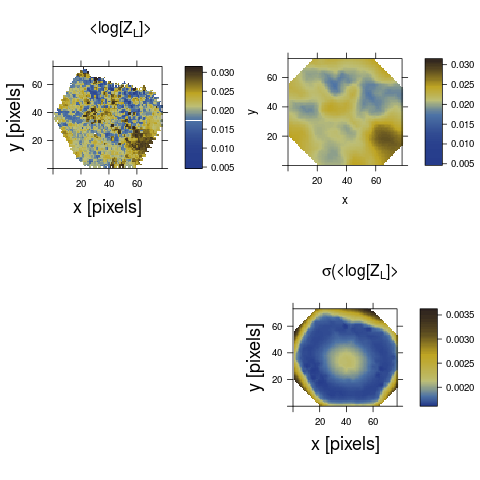 <log[Z_L]>
0.030
0.025
0.020
0.015
0.010
0.005
60
40
20
20 40 60
y [pixels]
x [pixels]
0.030
0.025
0.020
0.015
0.010
0.005
60
40
20
20 40 60
y
x
σ(<log[Z_L]>
0.0035
0.0030
0.0025
0.0020
60
40
20
20 40 60
y [pixels]
x [pixels]